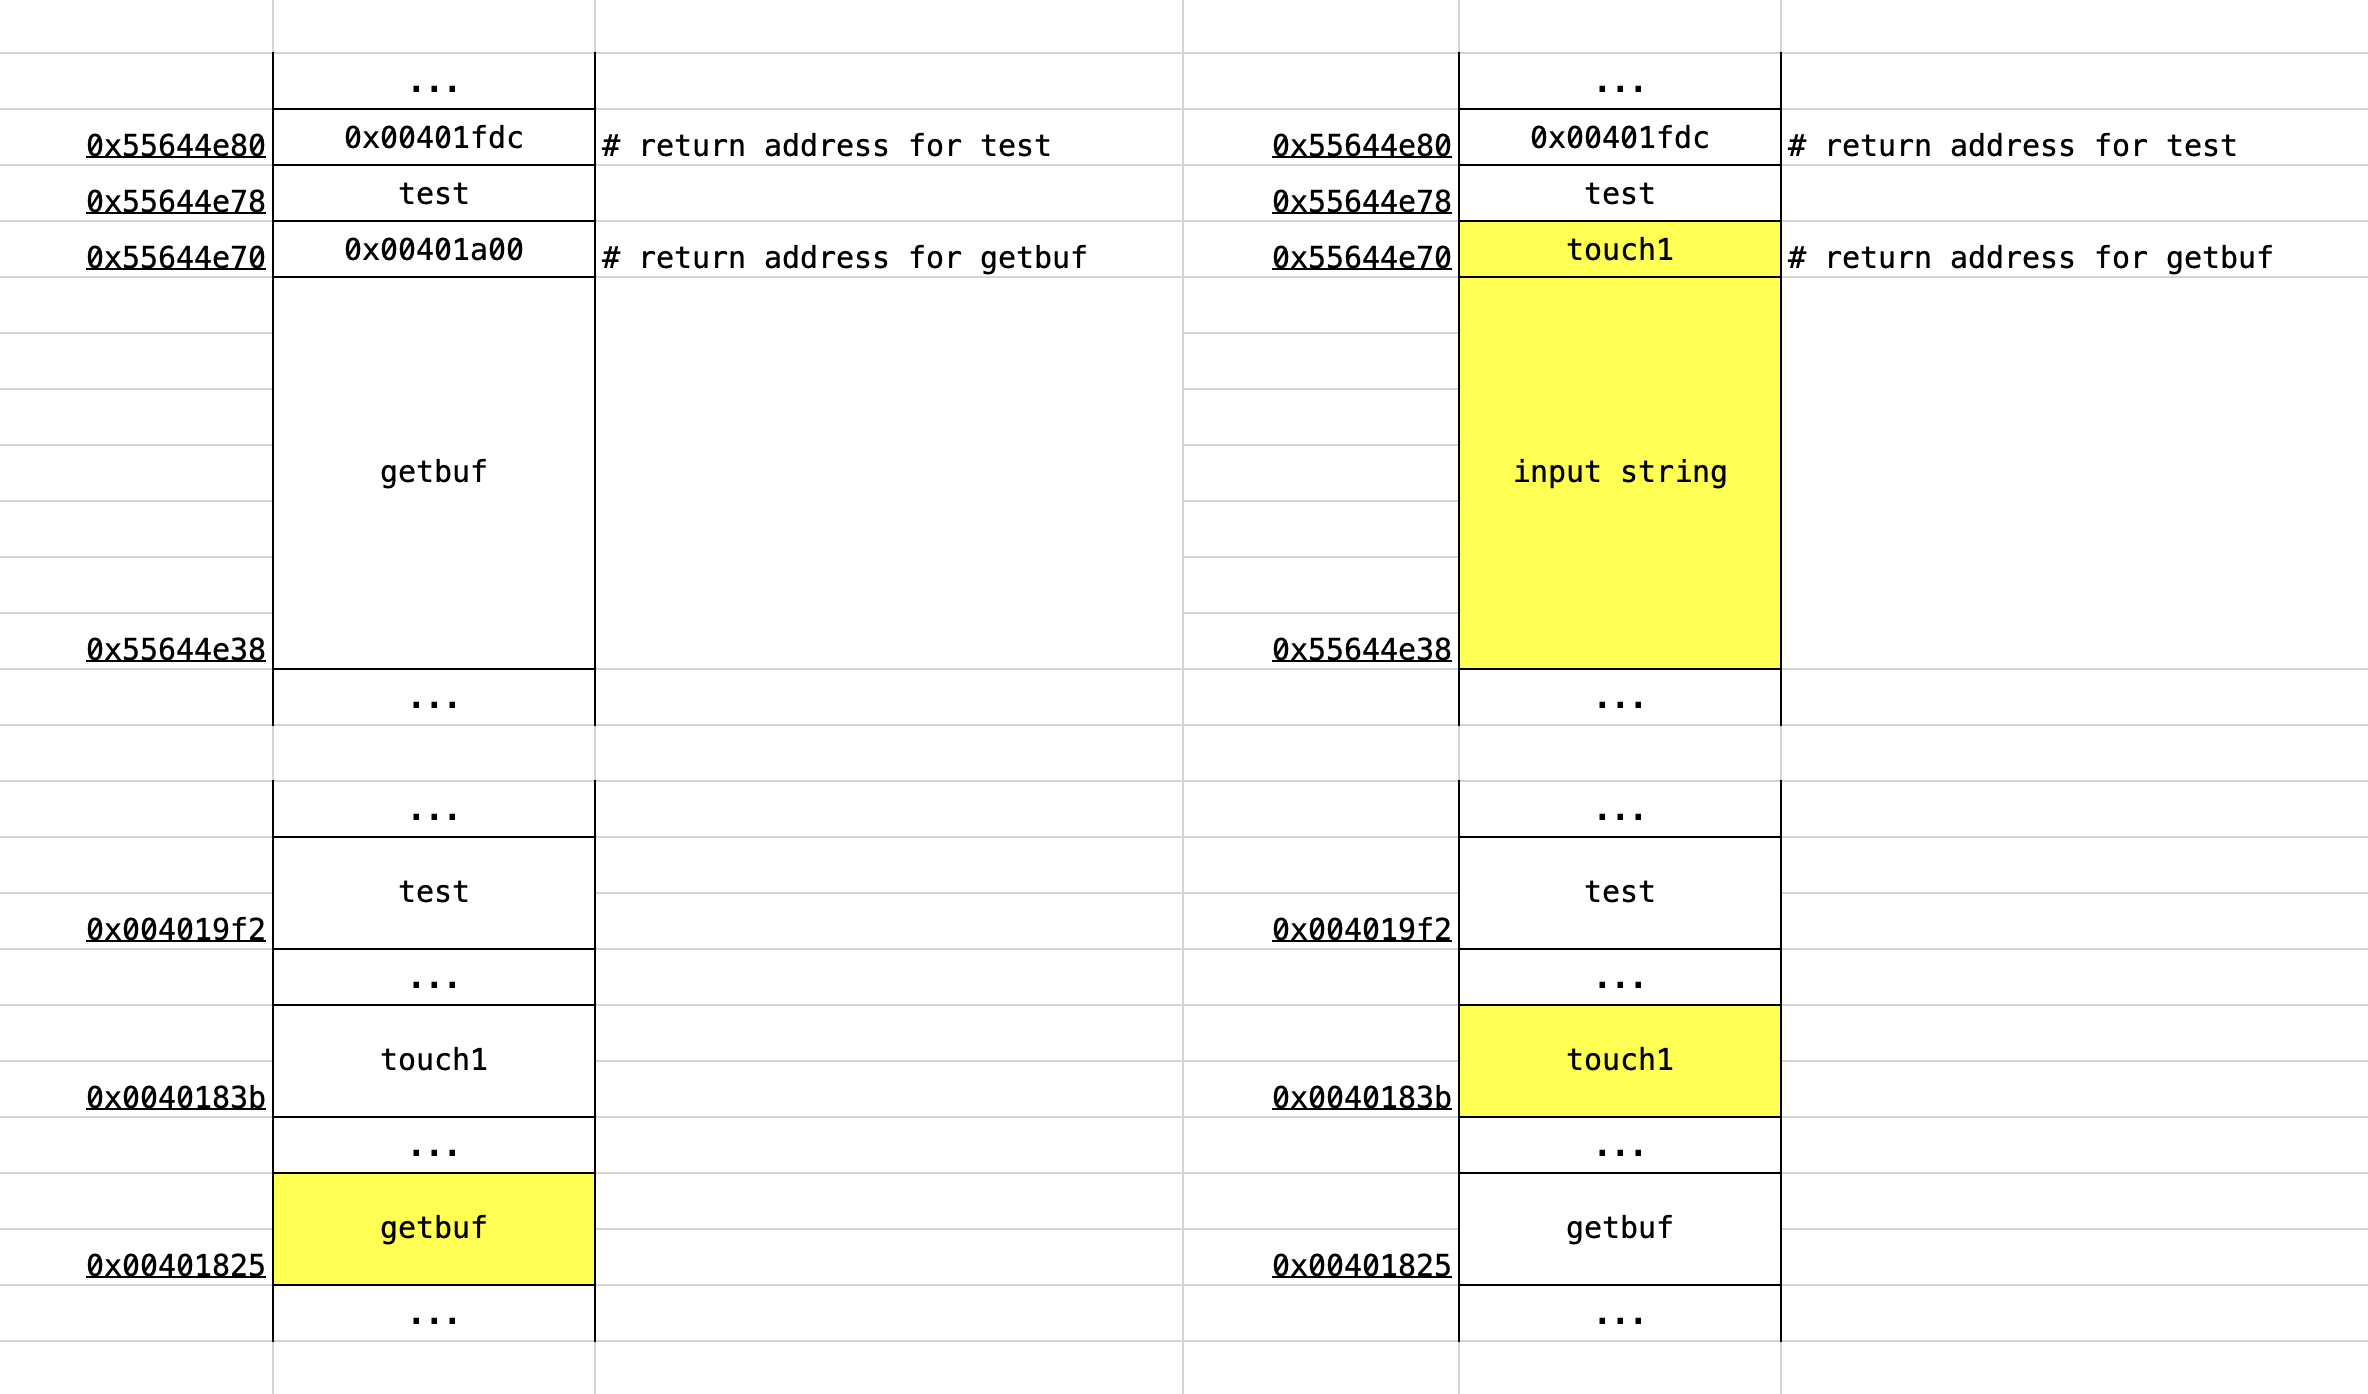 ...
...
0x55644e80 0x00401fdc # return address for test
0x55644e80 0x00401fdc # return address for test
0x55644e78 test
0x55644e78 test
0x55644e70 0x00401a00 # return address for getbuf
0x55644e70 touch1 # return address for getbuf
getbuf
input string
0x55644e38
0x55644e38
...
...
...
...
test
test
0x004019f2
0x004019f2
...
...
touch1
touch1
0x0040183b
0x0040183b
...
...
getbuf
getbuf
0x00401825
0x00401825
...
...